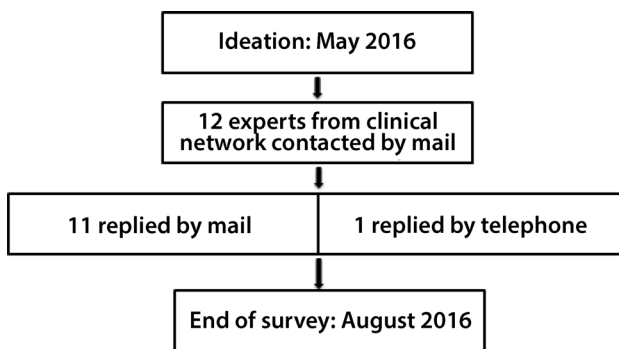 Ideation: May 2016
12 experts from clinical
network contacted by mail
11 replied by mail
1 replied by telephone
End of survey: August 2016